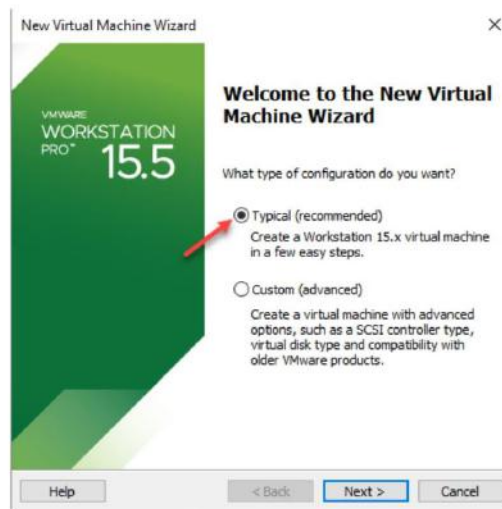 New Virtual Machine Wizard
VMWARE
WORKSTATION
PRO™
15.5
Welcome to the New Virtual
Machine Wizard
What type of configuration do you want?
Typical (recommended)
Create a Workstation 15.x virtual machine
in a few easy steps.
Custom (advanced)
Create a virtual machine with advanced
options, such as a SCSI controller type,
virtual disk type and compatibility with
older VMware products.
Help
< Back
Next >
Cancel